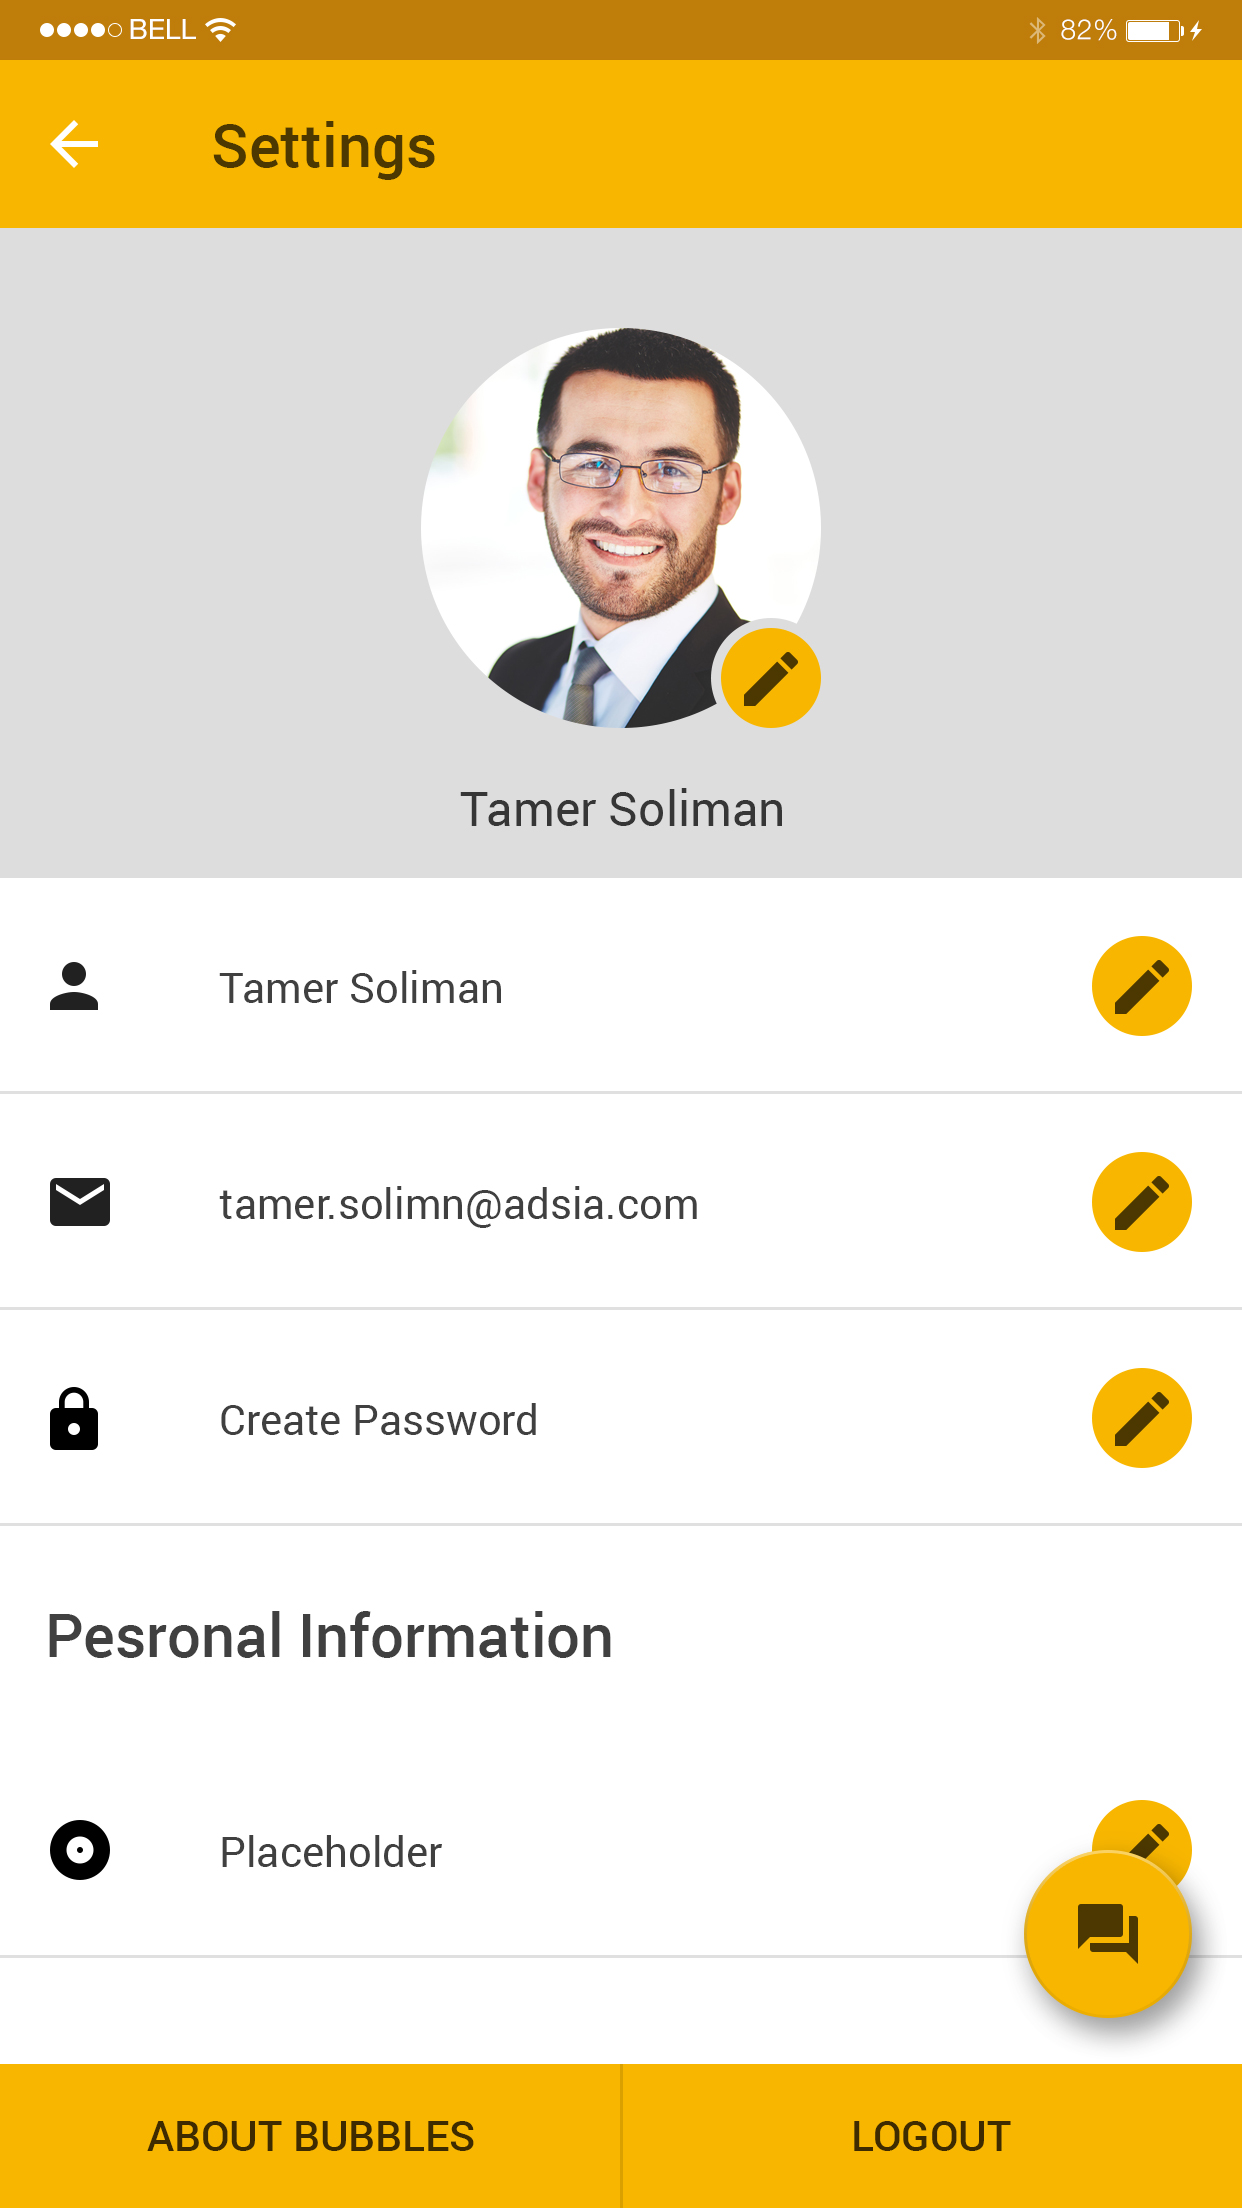 BELL 82%
Settings
Tamer Soliman
Tamer Soliman
tamer.solimn@adsia.com
Create Password
Pesronal Information
Placeholder
ABOUT BUBBLES LOGOUT